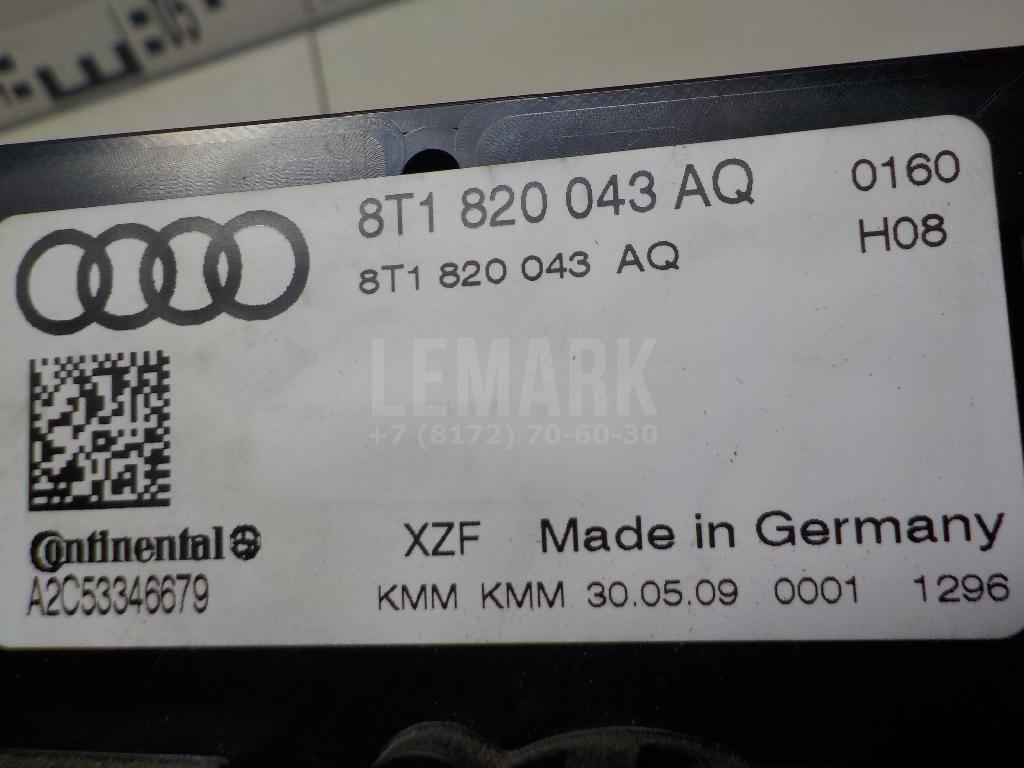 8T1 820 043 AQ 0160
8T1 820 043 AQ H08
LEMARK
+7 (8172) 70-60-30
Continental XZF Made in Germany
A2C53346679 KMM KMM 30.05.09 0001 1296